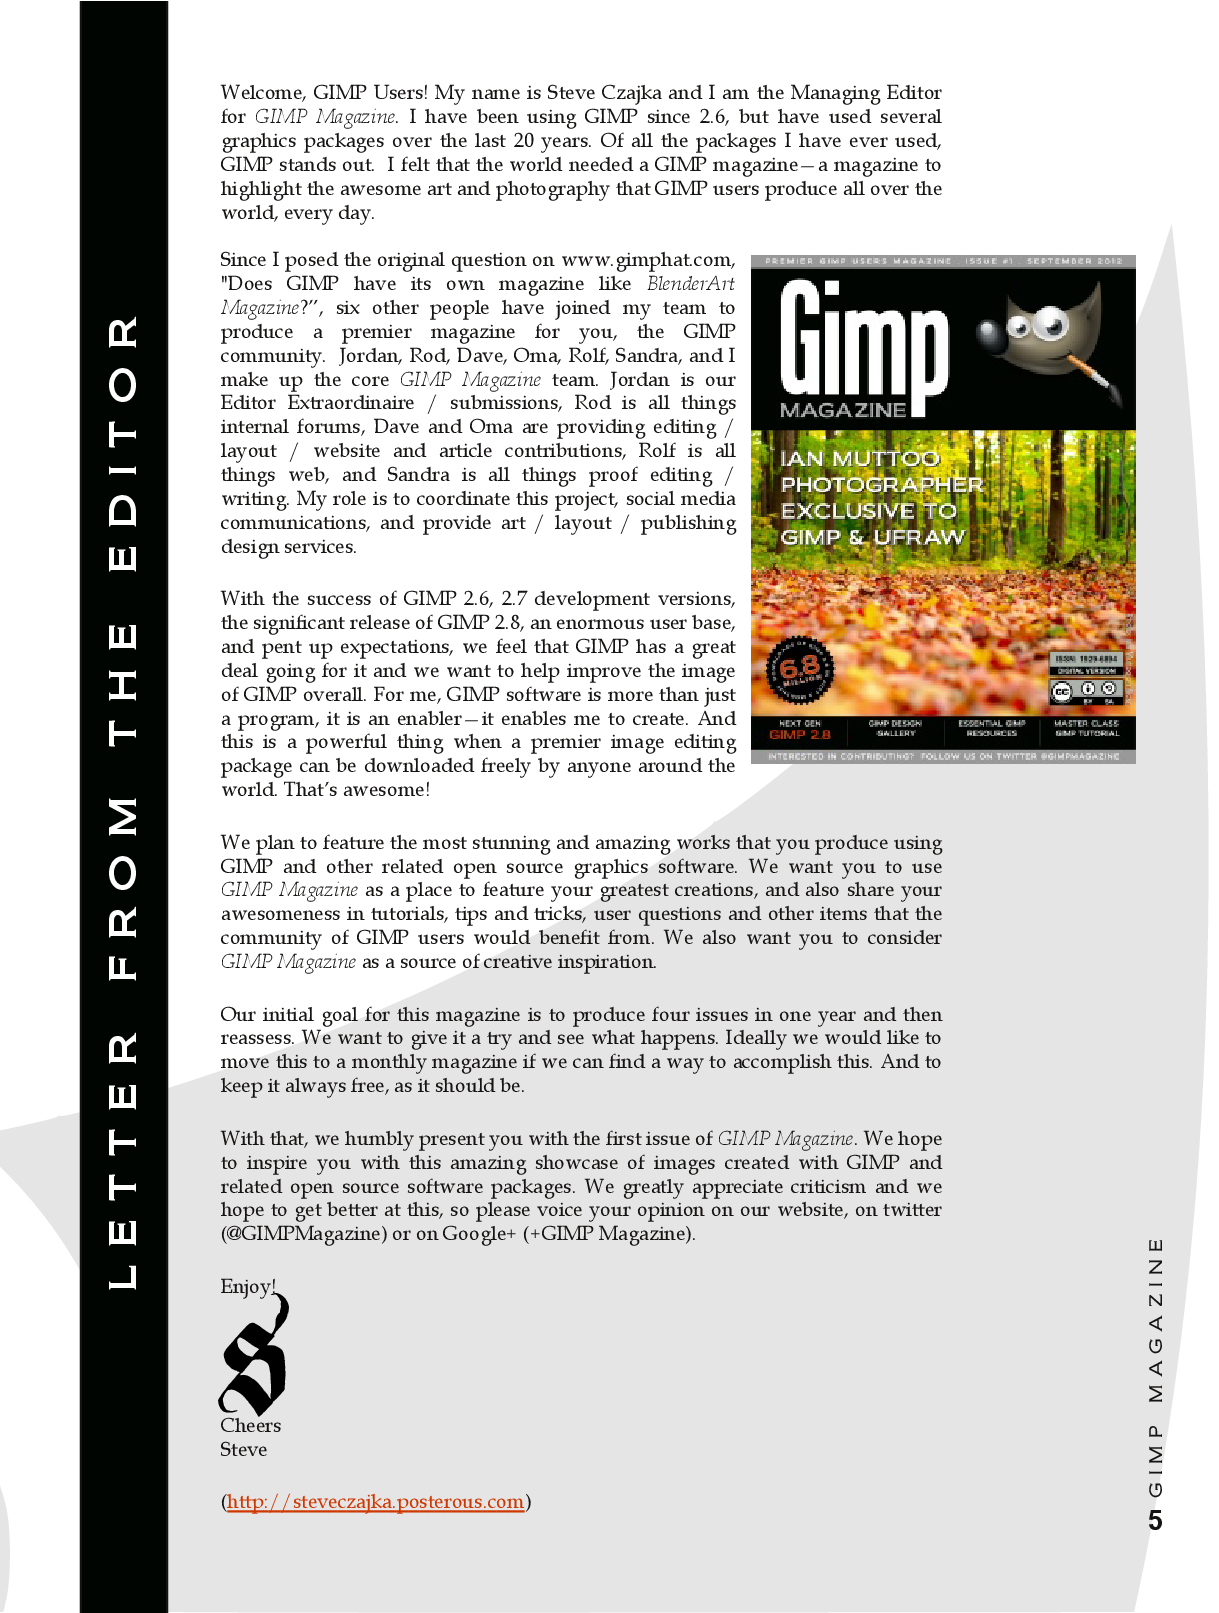 LETTER FROM THE EDITOR
Welcome, GIMP Users! My name is Steve Czajka and I am the Managing Editor
for GIMP Magazine. I have been using GIMP since 2.6, but have used several
graphics packages over the last 20 years. Of all the packages I have ever used,
GIMP stands out.  I felt that the world needed a GIMP magazine—a magazine to
highlight the awesome art and photography that GIMP users produce all over the
world, every day.
Since I posed the original question on www.gimphat.com,
"Does GIMP have its own magazine like BlenderArt
Magazine?”, six other people have joined my team to
produce a premier magazine for you, the GIMP
community.  Jordan, Rod, Dave, Oma, Rolf, Sandra, and I
make up the core GIMP Magazine team. Jordan is our
Editor Extraordinaire / submissions, Rod is all things
internal forums, Dave and Oma are providing editing /
layout / website and article contributions, Rolf is all
things web, and Sandra is all things proof editing /
writing. My role is to coordinate this project, social media
communications, and provide art / layout / publishing
design services.
With the success of GIMP 2.6, 2.7 development versions,
the significant release of GIMP 2.8, an enormous user base,
and pent up expectations, we feel that GIMP has a great
deal going for it and we want to help improve the image
of GIMP overall. For me, GIMP software is more than just
a program, it is an enabler—it enables me to create. And
this is a powerful thing when a premier image editing
package can be downloaded freely by anyone around the
world. That’s awesome!
PREMIER GIMP USERS MAGAZINE . ISSUE #1 . SEPTEMBER 2012
Gimp
MAGAZINE
IAN MUTTOO
PHOTOGRAPHER
EXCLUSIVE TO
GIMP & UFRAW
6.8
MILLION
ISSN: 1929-6894
DIGITAL VERSION
CC
BY SA
NEXT GEN
GIMP 2.8
GIMP DESIGN
GALLERY
ESSENTIAL GIMP
RESOURCES
MASTER CLASS
GIMP TUTORIAL
INTERESTED IN CONTRIBUTING? FOLLOW US ON TWITTER @GIMPMAGAZINE
We plan to feature the most stunning and amazing works that you produce using
GIMP and other related open source graphics software. We want you to use
GIMP Magazine as a place to feature your greatest creations, and also share your
awesomeness in tutorials, tips and tricks, user questions and other items that the
community of GIMP users would benefit from. We also want you to consider
GIMP Magazine as a source of creative inspiration.
Our initial goal for this magazine is to produce four issues in one year and then
reassess. We want to give it a try and see what happens. Ideally we would like to
move this to a monthly magazine if we can find a way to accomplish this. And to
keep it always free, as it should be.
With that, we humbly present you with the first issue of GIMP Magazine. We hope
to inspire you with this amazing showcase of images created with GIMP and
related open source software packages. We greatly appreciate criticism and we
hope to get better at this, so please voice your opinion on our website, on twitter
(@GIMPMagazine) or on Google+ (+GIMP Magazine).
Enjoy!
S
Cheers
Steve
(http://steveczajka.posterous.com)
5 GIMP MAGAZINE